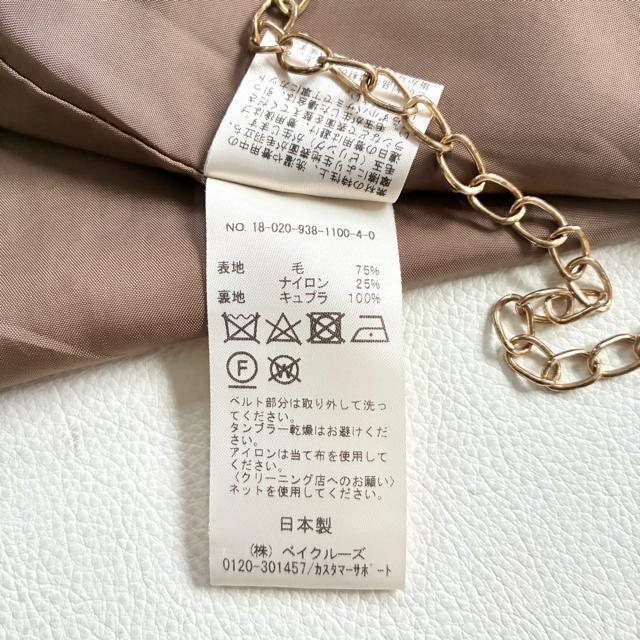 NO. 18-020-938-1100-4-0
表地 毛 75%
ナイロン 25%
裏地 キュプラ 100%
F
W
ベルト部分は取り外して洗っ
てください。
タンブラー乾燥はお避けくだ
さい。
アイロンは当て布を使用して
ください。
〈クリーニング店へのお願い〉
ネットを使用してください。
日本製
(株) ベイクルーズ
0120-301457/カスタマーサポート